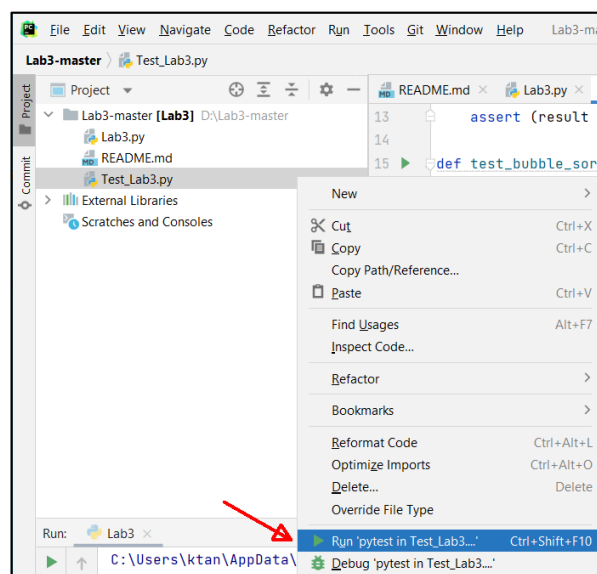 File Edit View Navigate Code Refactor Run Tools Git Window Help Lab3-ma
Lab3-master Test_Lab3.py
Project
README.md Lab3.py
Project
Lab3-master [Lab3] D:\Lab3-master
Lab3.py
README.md
Test_Lab3.py
External Libraries
Scratches and Consoles
Commit
13 assert (result
14
15 def test_bubble_sor
New
Cut Ctrl+X
Copy Ctrl+C
Copy Path/Reference...
Paste Ctrl+V
Find Usages Alt+F7
Inspect Code...
Refactor
Bookmarks
Reformat Code Ctrl+Alt+L
Optimize Imports Ctrl+Alt+O
Delete... Delete
Override File Type
Run 'pytest in Test_Lab3....' Ctrl+Shift+F10
Debug 'pytest in Test_Lab3....'
Run: Lab3
C:\Users\ktan\AppData\